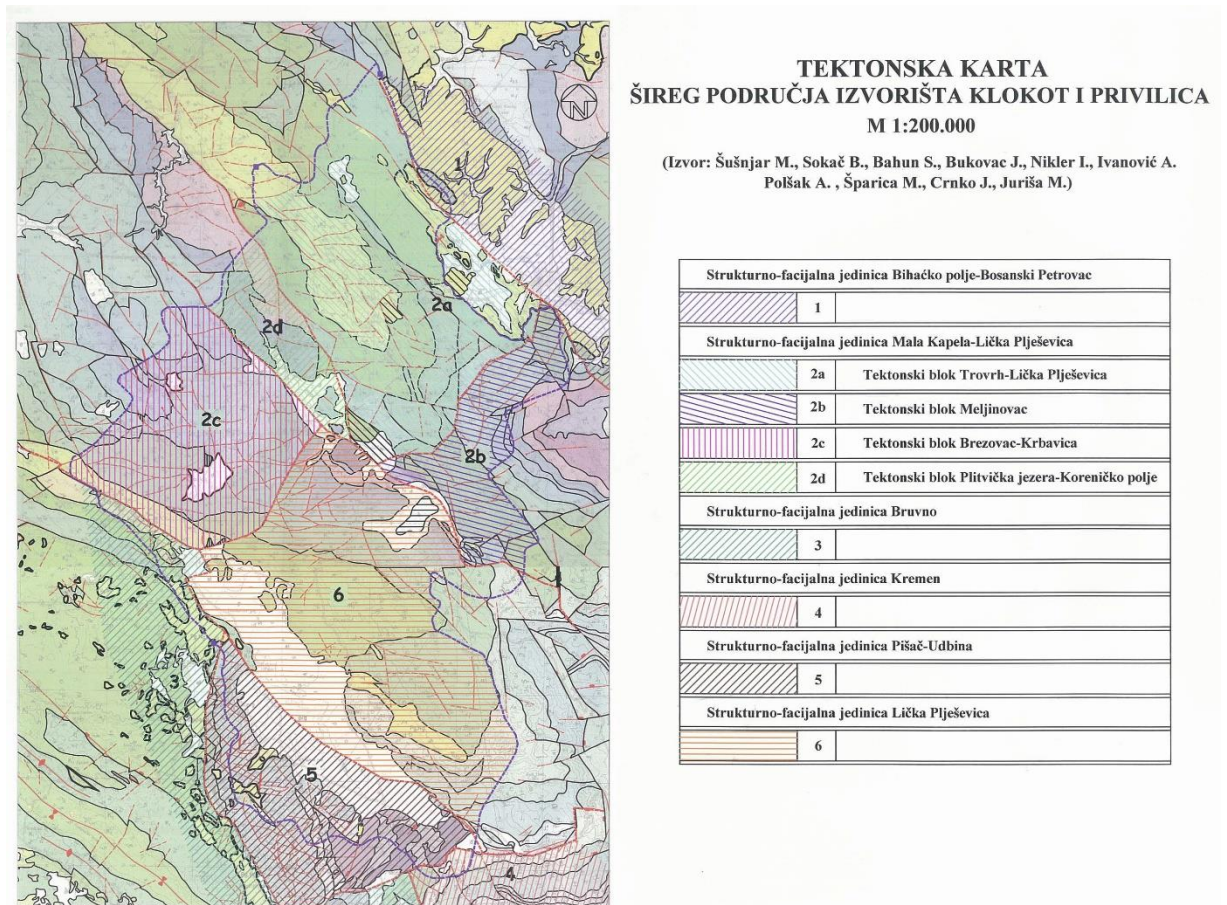 TEKTONSKA KARTA
ŠIREG PODRUČJA IZVORIŠTA KLOKOT I PRIVILICA
M 1:200.000
(Izvor: Šušnjar M., Sokač B., Bahun S., Bukovac J., Nikler I., Ivanović A.
Polšak A. , Šparica M., Crnko J., Juriša M.)
Strukturno-facijalna jedinica Bihaćko polje-Bosanski Petrovac
1
Strukturno-facijalna jedinica Mala Kapela-Lička Plješevica
2a Tektonski blok Trovrh-Lička Plješevica
2b Tektonski blok Meljinovac
2c Tektonski blok Brezovac-Krbavica
2d Tektonski blok Plitvička jezera-Koreničko polje
Strukturno-facijalna jedinica Bruvno
3
Strukturno-facijalna jedinica Kremen
4
Strukturno-facijalna jedinica Pišač-Udbina
5
Strukturno-facijalna jedinica Lička Plješevica
6
N
1
2a
2d
2c
2b
6
3
5
4